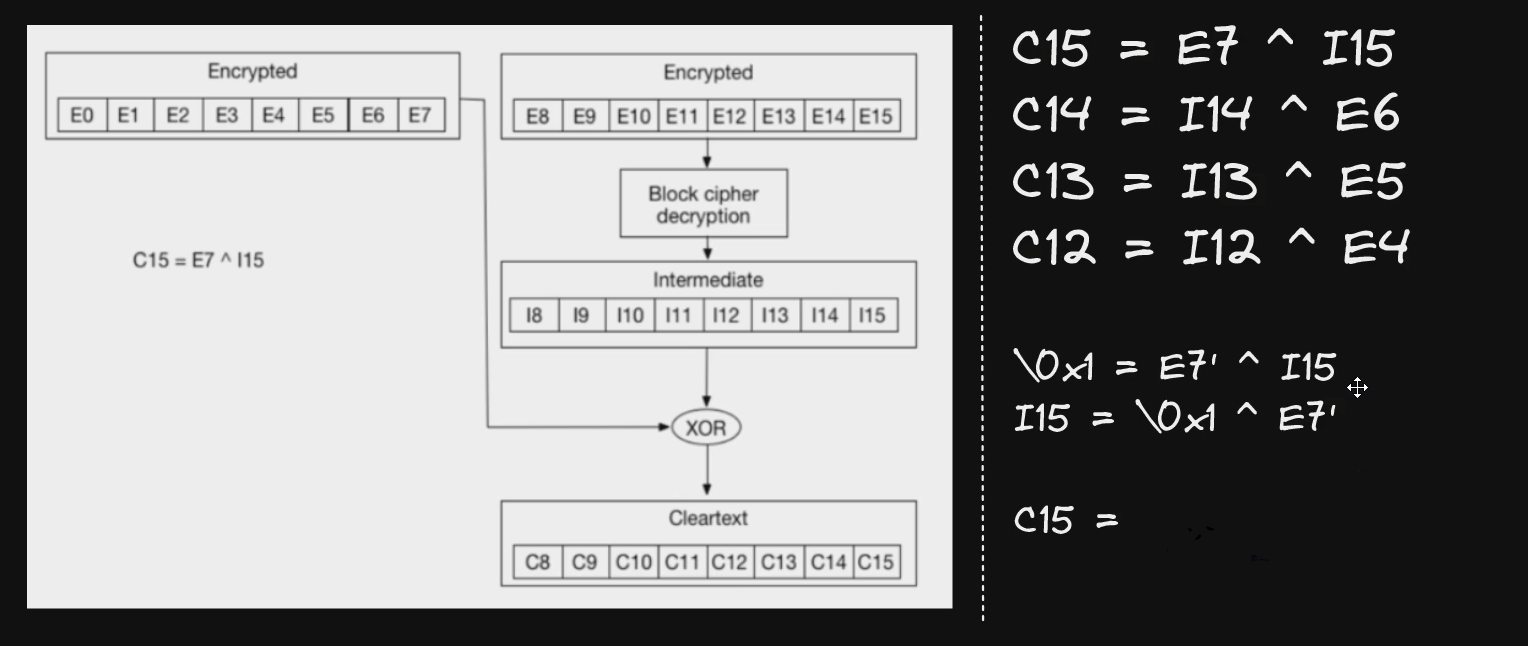 Encrypted
E0 E1 E2 E3 E4 E5 E6 E7
Encrypted
E8 E9 E10 E11 E12 E13 E14 E15
Block cipher
decryption
C15 = E7 ^ I15
Intermediate
I8 I9 I10 I11 I12 I13 I14 I15
XOR
Cleartext
C8 C9 C10 C11 C12 C13 C14 C15
C15 = E7 ^ I15
C14 = I14 ^ E6
C13 = I13 ^ E5
C12 = I12 ^ E4
\0x1 = E7' ^ I15
I15 = \0x1 ^ E7'
C15 =